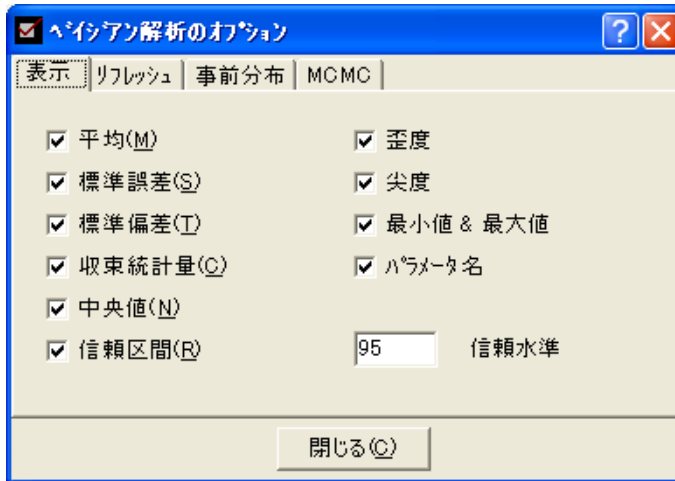 ﾍﾞｲｼﾞｱﾝ解析のｵﾌﾟｼｮﾝ
表示 ﾘﾌﾚｯｼｭ 事前分布 MCMC
平均(M) 歪度
標準誤差(S) 尖度
標準偏差(T) 最小値 & 最大値
収束統計量(C) ﾊﾟﾗﾒｰﾀ名
中央値(N)
信頼区間(R) 95 信頼水準
閉じる(C)